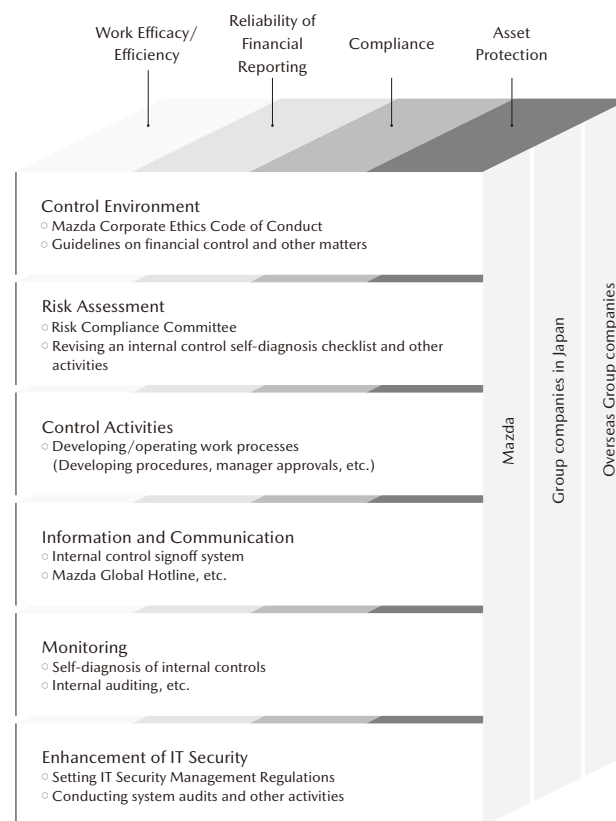 Work Efficacy/
Efficiency
Reliability of
Financial
Reporting
Compliance
Asset
Protection
Control Environment
Mazda Corporate Ethics Code of Conduct
Guidelines on financial control and other matters
Risk Assessment
Risk Compliance Committee
Revising an internal control self-diagnosis checklist and other
activities
Control Activities
Developing/operating work processes
(Developing procedures, manager approvals, etc.)
Information and Communication
Internal control signoff system
Mazda Global Hotline, etc.
Monitoring
Self-diagnosis of internal controls
Internal auditing, etc.
Enhancement of IT Security
Setting IT Security Management Regulations
Conducting system audits and other activities
Mazda
Group companies in Japan
Overseas Group companies